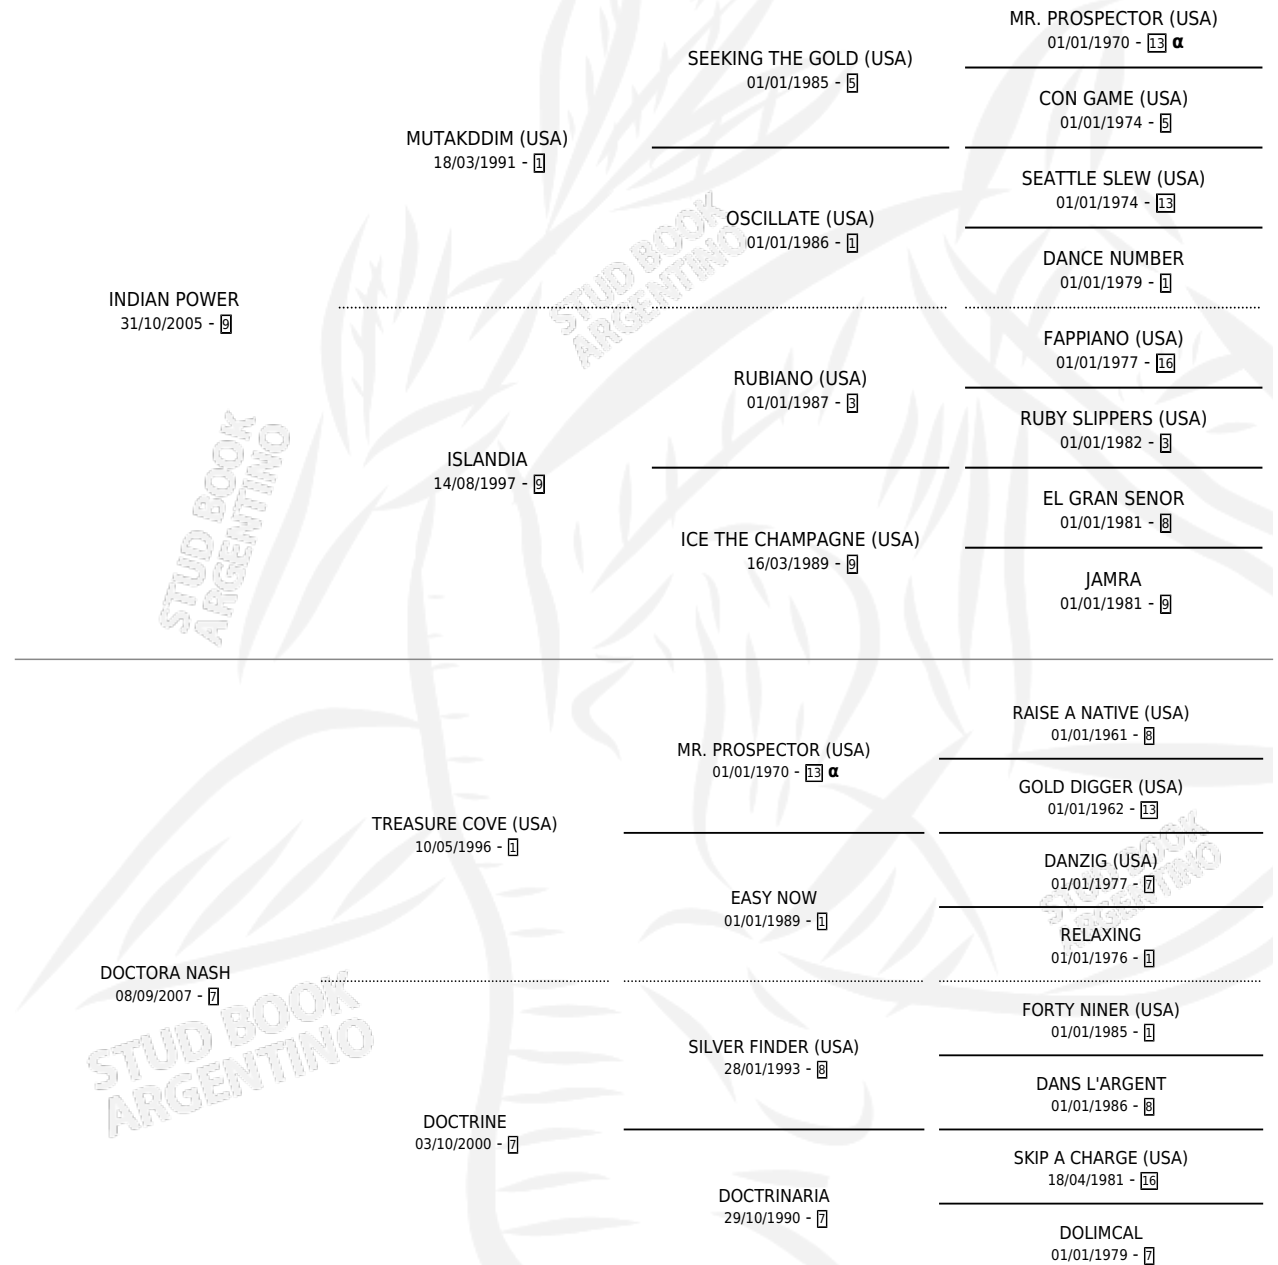 MR. PROSPECTOR (USA)
01/01/1970 - 13 α
SEEKING THE GOLD (USA)
01/01/1985 - 5
CON GAME (USA)
01/01/1974 - 5
MUTAKDDIM (USA)
18/03/1991 - 1
SEATTLE SLEW (USA)
01/01/1974 - 13
OSCILLATE (USA)
01/01/1986 - 1
DANCE NUMBER
01/01/1979 - 1
INDIAN POWER
31/10/2005 - 9
FAPPIANO (USA)
01/01/1977 - 16
RUBIANO (USA)
01/01/1987 - 3
RUBY SLIPPERS (USA)
01/01/1982 - 3
ISLANDIA
14/08/1997 - 9
EL GRAN SENOR
01/01/1981 - 8
ICE THE CHAMPAGNE (USA)
16/03/1989 - 9
JAMRA
01/01/1981 - 9
RAISE A NATIVE (USA)
01/01/1961 - 8
MR. PROSPECTOR (USA)
01/01/1970 - 13 α
GOLD DIGGER (USA)
01/01/1962 - 13
TREASURE COVE (USA)
10/05/1996 - 1
DANZIG (USA)
01/01/1977 - 7
EASY NOW
01/01/1989 - 1
RELAXING
01/01/1976 - 1
DOCTORA NASH
08/09/2007 - 7
FORTY NINER (USA)
01/01/1985 - 1
SILVER FINDER (USA)
28/01/1993 - 8
DANS L'ARGENT
01/01/1986 - 8
DOCTRINE
03/10/2000 - 7
SKIP A CHARGE (USA)
18/04/1981 - 16
DOCTRINARIA
29/10/1990 - 7
DOLIMCAL
01/01/1979 - 7
STUD BOOK
ARGENTINO
STUD BOOK
ARGENTINO
STUD BOOK
ARGENTINO
STUD BOOK
ARGENTINO